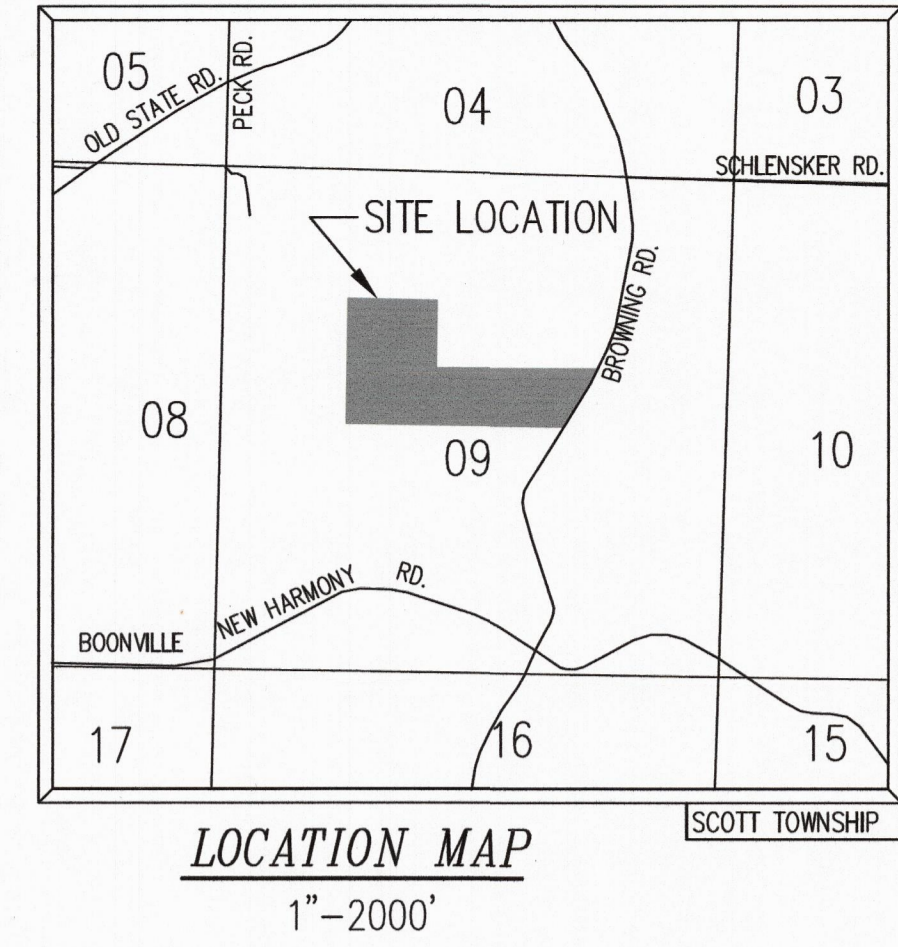 05
OLD STATE RD.
PECK RD.
04
03
SCHLENSKER RD.
SITE LOCATION
BROWNING RD.
08
09
10
BOONVILLE NEW HARMONY RD.
17
16
15
SCOTT TOWNSHIP
LOCATION MAP
1"-2000'